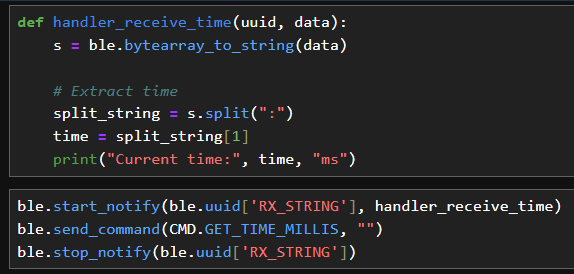 def handler_receive_time(uuid, data):
    s = ble.bytearray_to_string(data)
    # Extract time
    split_string = s.split(":")
    time = split_string[1]
    print("Current time:", time, "ms")
ble.start_notify(ble.uuid['RX_STRING'], handler_receive_time)
ble.send_command(CMD.GET_TIME_MILLIS, "")
ble.stop_notify(ble.uuid['RX_STRING'])